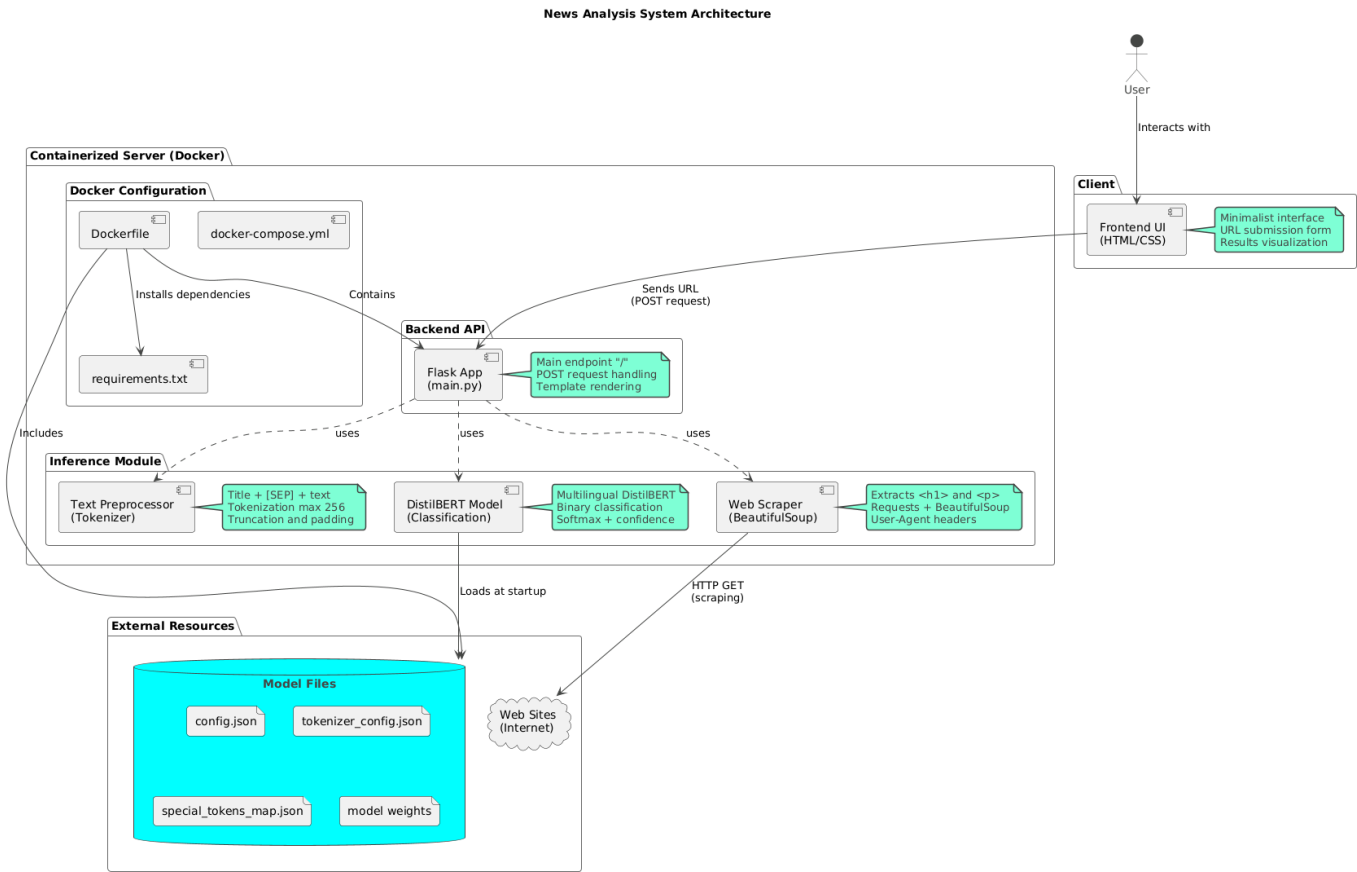 News Analysis System Architecture
User
Interacts with
Containerized Server (Docker)
Docker Configuration
Dockerfile
docker-compose.yml
Installs dependencies
Contains
requirements.txt
Includes
Client
Frontend UI
(HTML/CSS)
Minimalist interface
URL submission form
Results visualization
Sends URL
(POST request)
Backend API
Flask App
(main.py)
Main endpoint "/"
POST request handling
Template rendering
uses
uses
uses
Inference Module
Text Preprocessor
(Tokenizer)
Title + [SEP] + text
Tokenization max 256
Truncation and padding
DistilBERT Model
(Classification)
Multilingual DistilBERT
Binary classification
Softmax + confidence
Web Scraper
(BeautifulSoup)
Extracts <h1> and <p>
Requests + BeautifulSoup
User-Agent headers
Loads at startup
HTTP GET
(scraping)
External Resources
Model Files
config.json
tokenizer_config.json
special_tokens_map.json
model weights
Web Sites
(Internet)